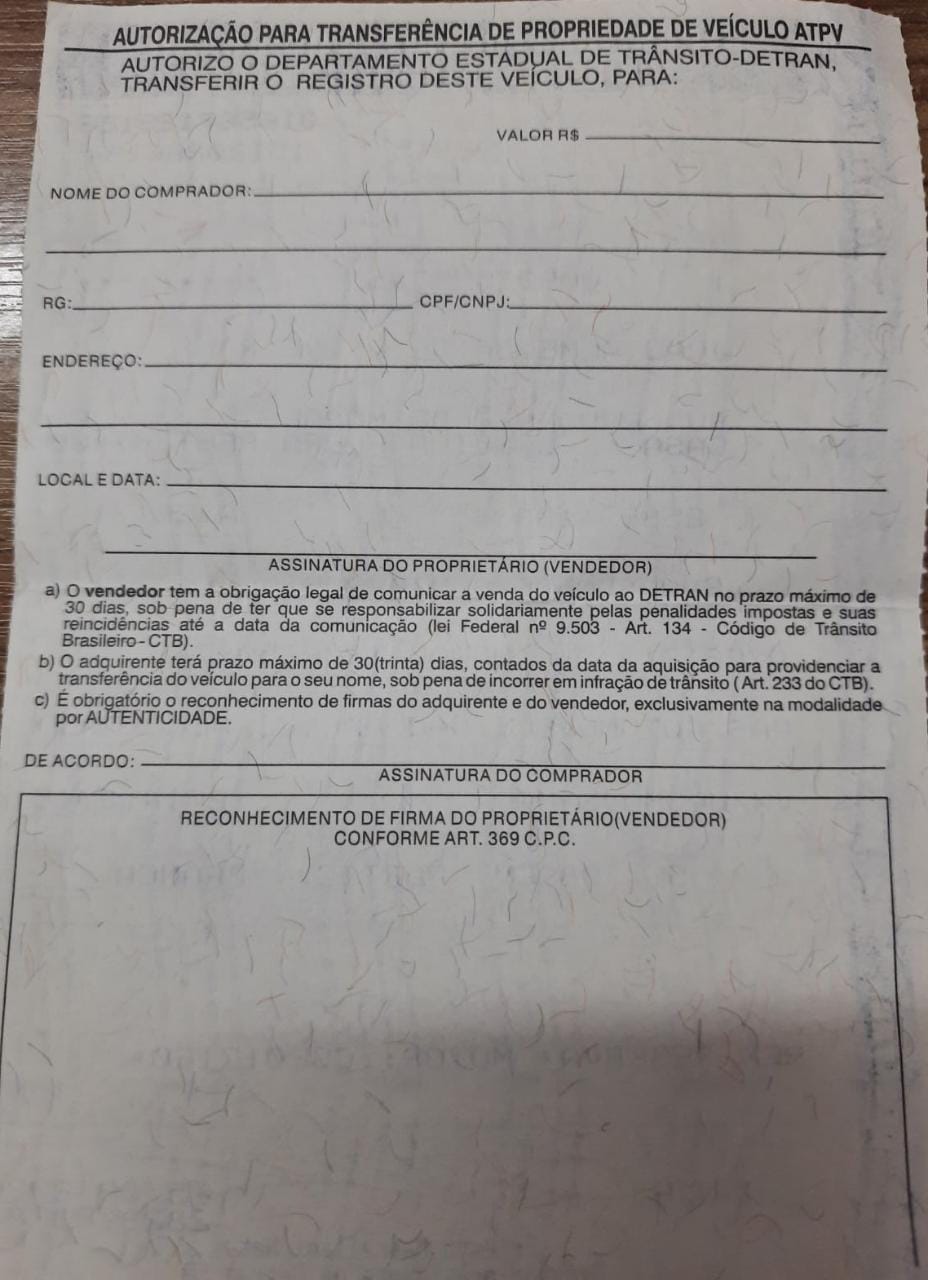 AUTORIZAÇÃO PARA TRANSFERÊNCIA DE PROPRIEDADE DE VEÍCULO ATPV
AUTORIZO O DEPARTAMENTO ESTADUAL DE TRÂNSITO-DETRAN,
TRANSFERIR O REGISTRO DESTE VEÍCULO, PARA:
VALOR R$
NOME DO COMPRADOR:
RG: CPF/CNPJ:
ENDEREÇO:
LOCAL E DATA:
ASSINATURA DO PROPRIETÁRIO (VENDEDOR)
a) O vendedor tem a obrigação legal de comunicar a venda do veículo ao DETRAN no prazo máximo de
30 dias, sob pena de ter que se responsabilizar solidariamente pelas penalidades impostas e suas
reincidências até a data da comunicação (lei Federal nº 9.503 - Art. 134 - Código de Trânsito
Brasileiro - CTB).
b) O adquirente terá prazo máximo de 30(trinta) dias, contados da data da aquisição para providenciar a
transferência do veículo para o seu nome, sob pena de incorrer em infração de trânsito ( Art. 233 do CTB).
c) É obrigatório o reconhecimento de firmas do adquirente e do vendedor, exclusivamente na modalidade
por AUTENTICIDADE.
DE ACORDO:
ASSINATURA DO COMPRADOR
RECONHECIMENTO DE FIRMA DO PROPRIETÁRIO(VENDEDOR)
CONFORME ART. 369 C.P.C.